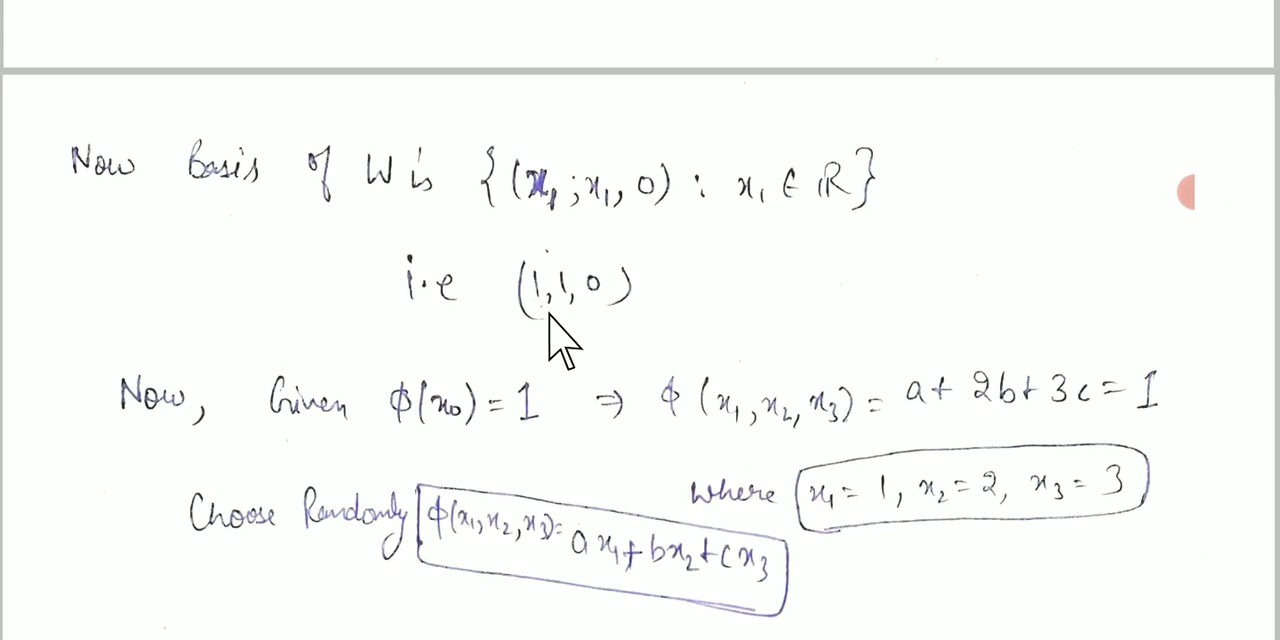 Now Basis of W is {(x₁; x₁, 0) : x₁ ∈ ℝ}
i.e (1, 1, 0)
Now, Given ϕ(x₀) = 1 ⇒ ϕ(x₁, x₂, x₃) = a + 2b + 3c = 1
where x₁ = 1, x₂ = 2, x₃ = 3
Choose Randomly ϕ(x₁, x₂, x₃) = ax₁ + bx₂ + cx₃